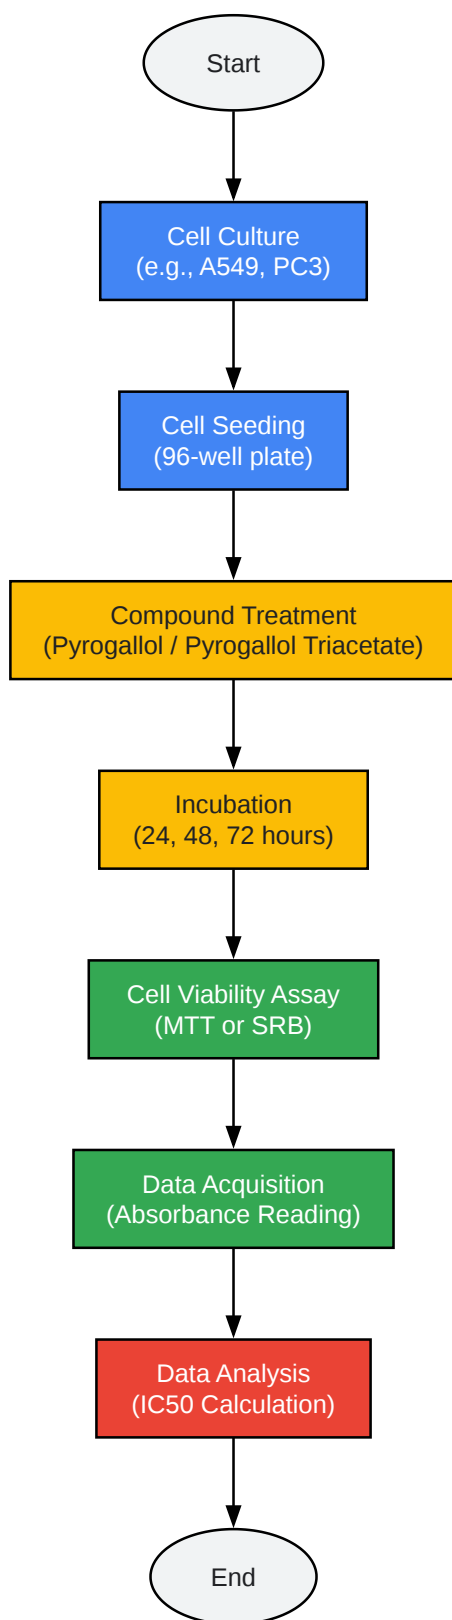 Start
Cell Culture
(e.g., A549, PC3)
Cell Seeding
(96-well plate)
Compound Treatment
(Pyrogallol / Pyrogallol Triacetate)
Incubation
(24, 48, 72 hours)
Cell Viability Assay
(MTT or SRB)
Data Acquisition
(Absorbance Reading)
Data Analysis
(IC50 Calculation)
End